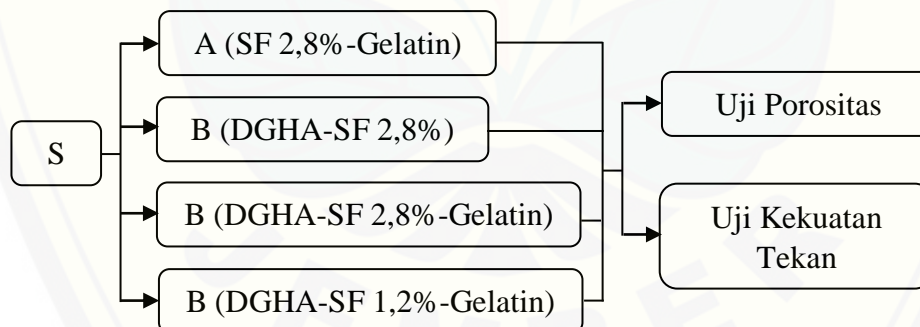 S
A (SF 2,8%-Gelatin)
B (DGHA-SF 2,8%)
B (DGHA-SF 2,8%-Gelatin)
B (DGHA-SF 1,2%-Gelatin)
Uji Porositas
Uji Kekuatan
Tekan